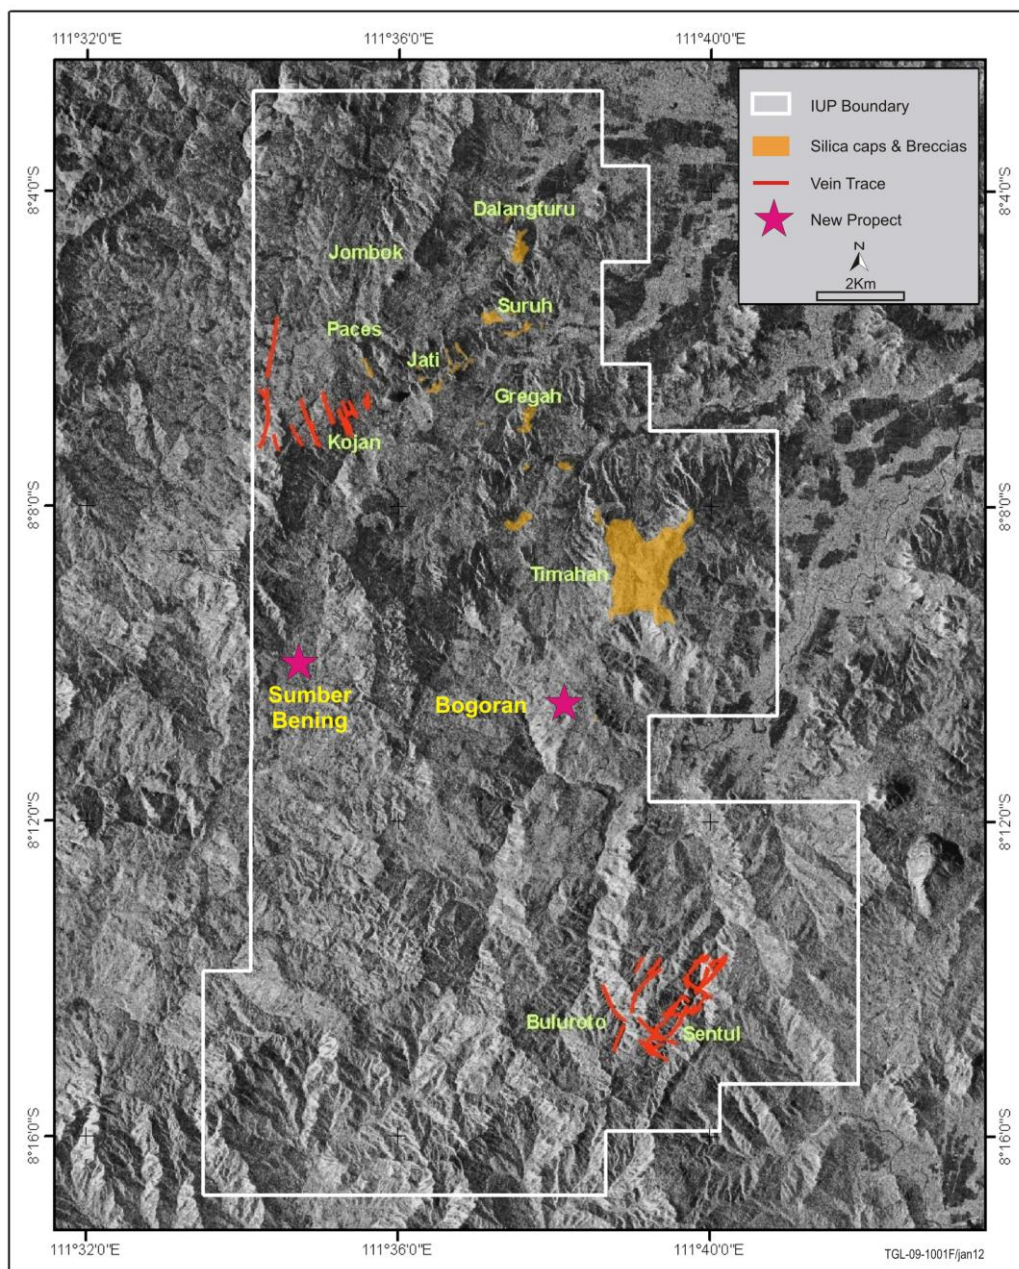 111°32'0"E
111°36'0"E
111°40'0"E
IUP Boundary
Silica caps & Breccias
Vein Trace
New Propect
N
2Km
8°4'0"S
8°4'0"S
Dalangturu
Jombok
Suruh
Paces
Jati
Gregah
Kojan
8°8'0"S
8°8'0"S
Timahan
Sumber
Bening
Bogoran
8°12'0"S
8°12'0"S
Buluroto
Sentul
8°16'0"S
8°16'0"S
111°32'0"E
111°36'0"E
111°40'0"E
TGL-09-1001F/jan12